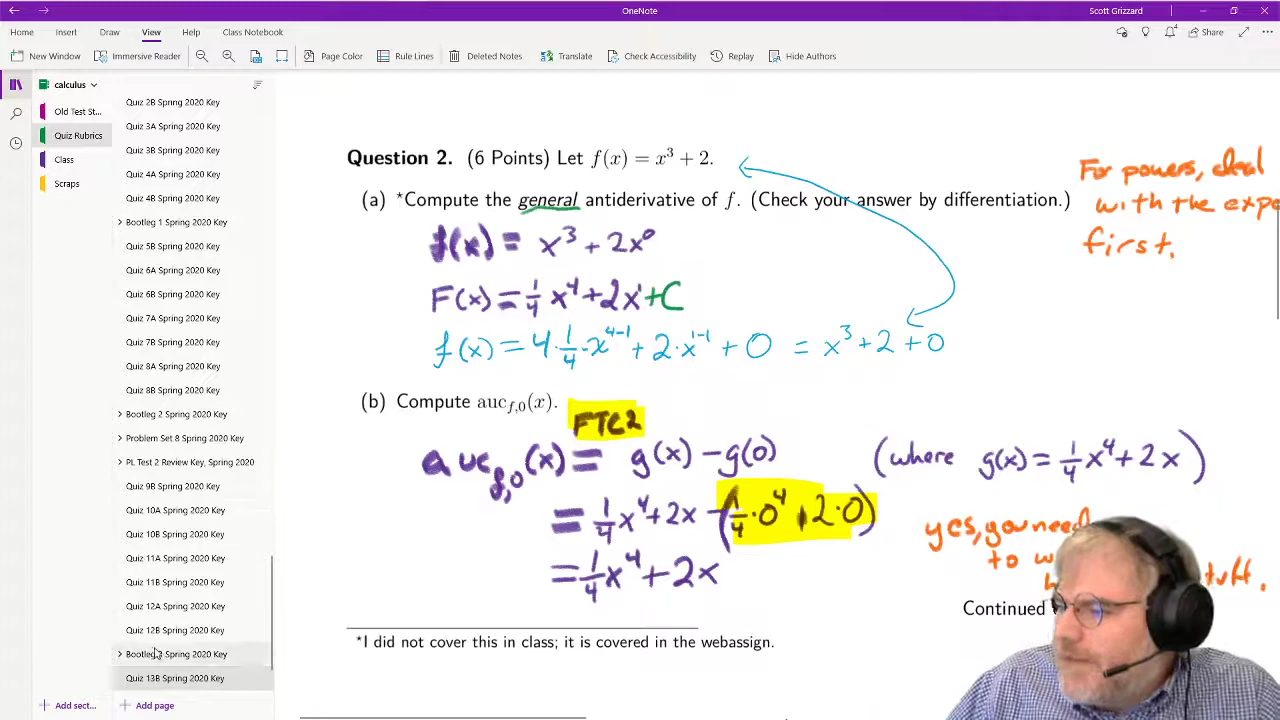 OneNote
Scott Grizzard
Home Insert Draw View Help Class Notebook
Share
New Window Immersive Reader Page Color Rule Lines Deleted Notes Translate Check Accessibility Replay Hide Authors
calculus
Old Test St...
Quiz Rubrics
Class
Scraps
Add sect...
Quiz 2B Spring 2020 Key
Quiz 3A Spring 2020 Key
Quiz 3B Spring 2020 Key
Quiz 4A Spring 2020 Key
Quiz 4B Spring 2020 Key
Bootleg 1 Spring 2020 Key
Quiz 5B Spring 2020 Key
Quiz 6A Spring 2020 Key
Quiz 6B Spring 2020 Key
Quiz 7A Spring 2020 Key
Quiz 7B Spring 2020 Key
Quiz 8A Spring 2020 Key
Quiz 8B Spring 2020 Key
Bootleg 2 Spring 2020 Key
Problem Set 8 Spring 2020 Key
PL Test 2 Review Key, Spring 2020
Quiz 9B Spring 2020 Key
Quiz 10A Spring 2020 Key
Quiz 10B Spring 2020 Key
Quiz 11A Spring 2020 Key
Quiz 11B Spring 2020 Key
Quiz 12A Spring 2020 Key
Quiz 12B Spring 2020 Key
Bootleg 3 Spring 2020 Key
Quiz 13B Spring 2020 Key
Add page
Question 2. (6 Points) Let f(x) = x³ + 2.
(a) *Compute the general antiderivative of f. (Check your answer by differentiation.)
f(x) = x³ + 2x⁰
F(x) = 1/4 x⁴ + 2x¹ + C
f(x) = 4 · 1/4 · x⁴⁻¹ + 2 · x¹⁻¹ + 0 = x³ + 2 + 0
For powers, deal
with the expo
first.
(b) Compute auc_{f,0}(x).
FTC2
auc_{f,0}(x) = g(x) − g(0) (where g(x) = 1/4 x⁴ + 2x)
= 1/4 x⁴ + 2x − (1/4 · 0⁴ + 2 · 0)
= 1/4 x⁴ + 2x
yes, you need
to
Continued
*I did not cover this in class; it is covered in the webassign.